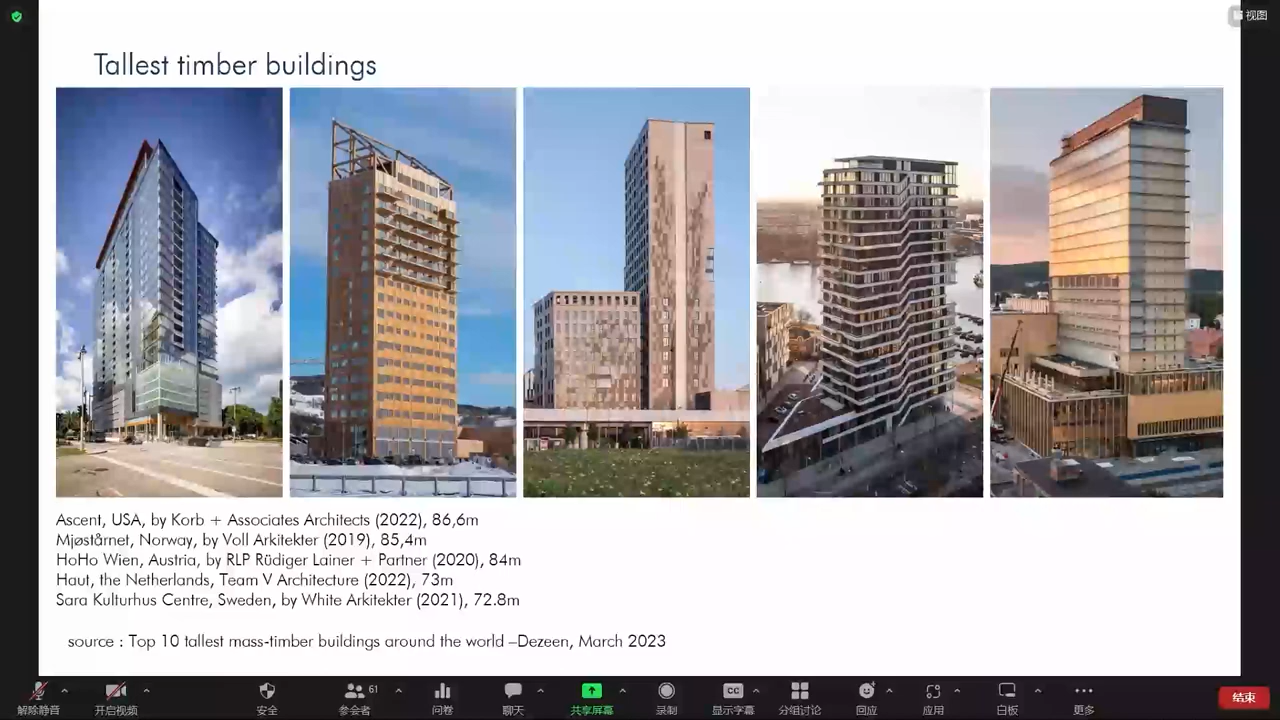 视图
Tallest timber buildings
Ascent, USA, by Korb + Associates Architects (2022), 86,6m
Mjøstårnet, Norway, by Voll Arkitekter (2019), 85,4m
HoHo Wien, Austria, by RLP Rüdiger Lainer + Partner (2020), 84m
Haut, the Netherlands, Team V Architecture (2022), 73m
Sara Kulturhus Centre, Sweden, by White Arkitekter (2021), 72.8m
source : Top 10 tallest mass-timber buildings around the world –Dezeen, March 2023
61
CC
解除静音 开启视频 安全 参会者 问卷 聊天 共享屏幕 录制 显示字幕 分组讨论 回应 应用 白板 更多 结束